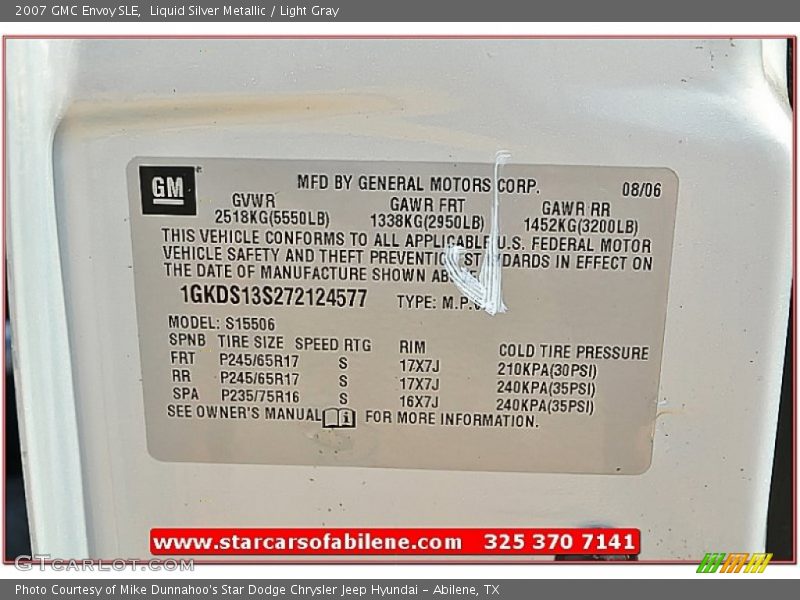 2007 GMC Envoy SLE,  Liquid Silver Metallic / Light Gray
GM
MFD BY GENERAL MOTORS CORP. 08/06
GVWR GAWR FRT GAWR RR
2518KG(5550LB) 1338KG(2950LB) 1452KG(3200LB)
THIS VEHICLE CONFORMS TO ALL APPLICABLE U.S. FEDERAL MOTOR
VEHICLE SAFETY AND THEFT PREVENTION STANDARDS IN EFFECT ON
THE DATE OF MANUFACTURE SHOWN ABOVE.
1GKDS13S272124577 TYPE: M.P.V.
MODEL: S15506
SPNB TIRE SIZE SPEED RTG RIM COLD TIRE PRESSURE
FRT P245/65R17 S 17X7J 210KPA(30PSI)
RR P245/65R17 S 17X7J 240KPA(35PSI)
SPA P235/75R16 S 16X7J 240KPA(35PSI)
SEE OWNER'S MANUAL i FOR MORE INFORMATION.
www.starcarsofabilene.com 325 370 7141
GTCarLot.com
Photo Courtesy of Mike Dunnahoo's Star Dodge Chrysler Jeep Hyundai - Abilene, TX